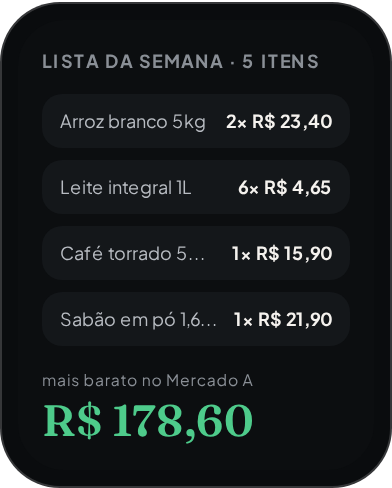 LISTA DA SEMANA · 5 ITENS
Arroz branco 5kg 2× R$ 23,40
Leite integral 1L 6× R$ 4,65
Café torrado 5... 1× R$ 15,90
Sabão em pó 1,6... 1× R$ 21,90
mais barato no Mercado A
R$ 178,60